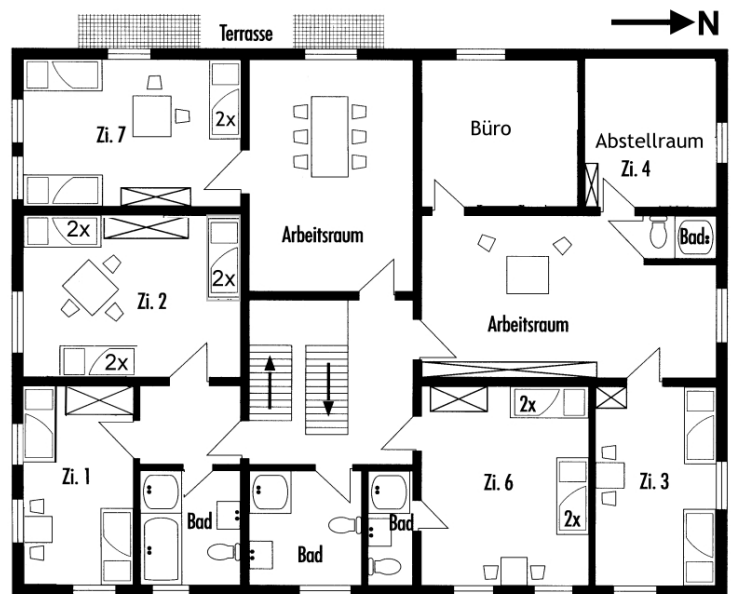 Terrasse
N
Zi. 7
2x
Büro
Abstellraum
Zi. 4
Arbeitsraum
2x
2x
Zi. 2
2x
Bad:
Arbeitsraum
Zi. 1
Bad
Bad
Bad
2x
Zi. 6
2x
Zi. 3